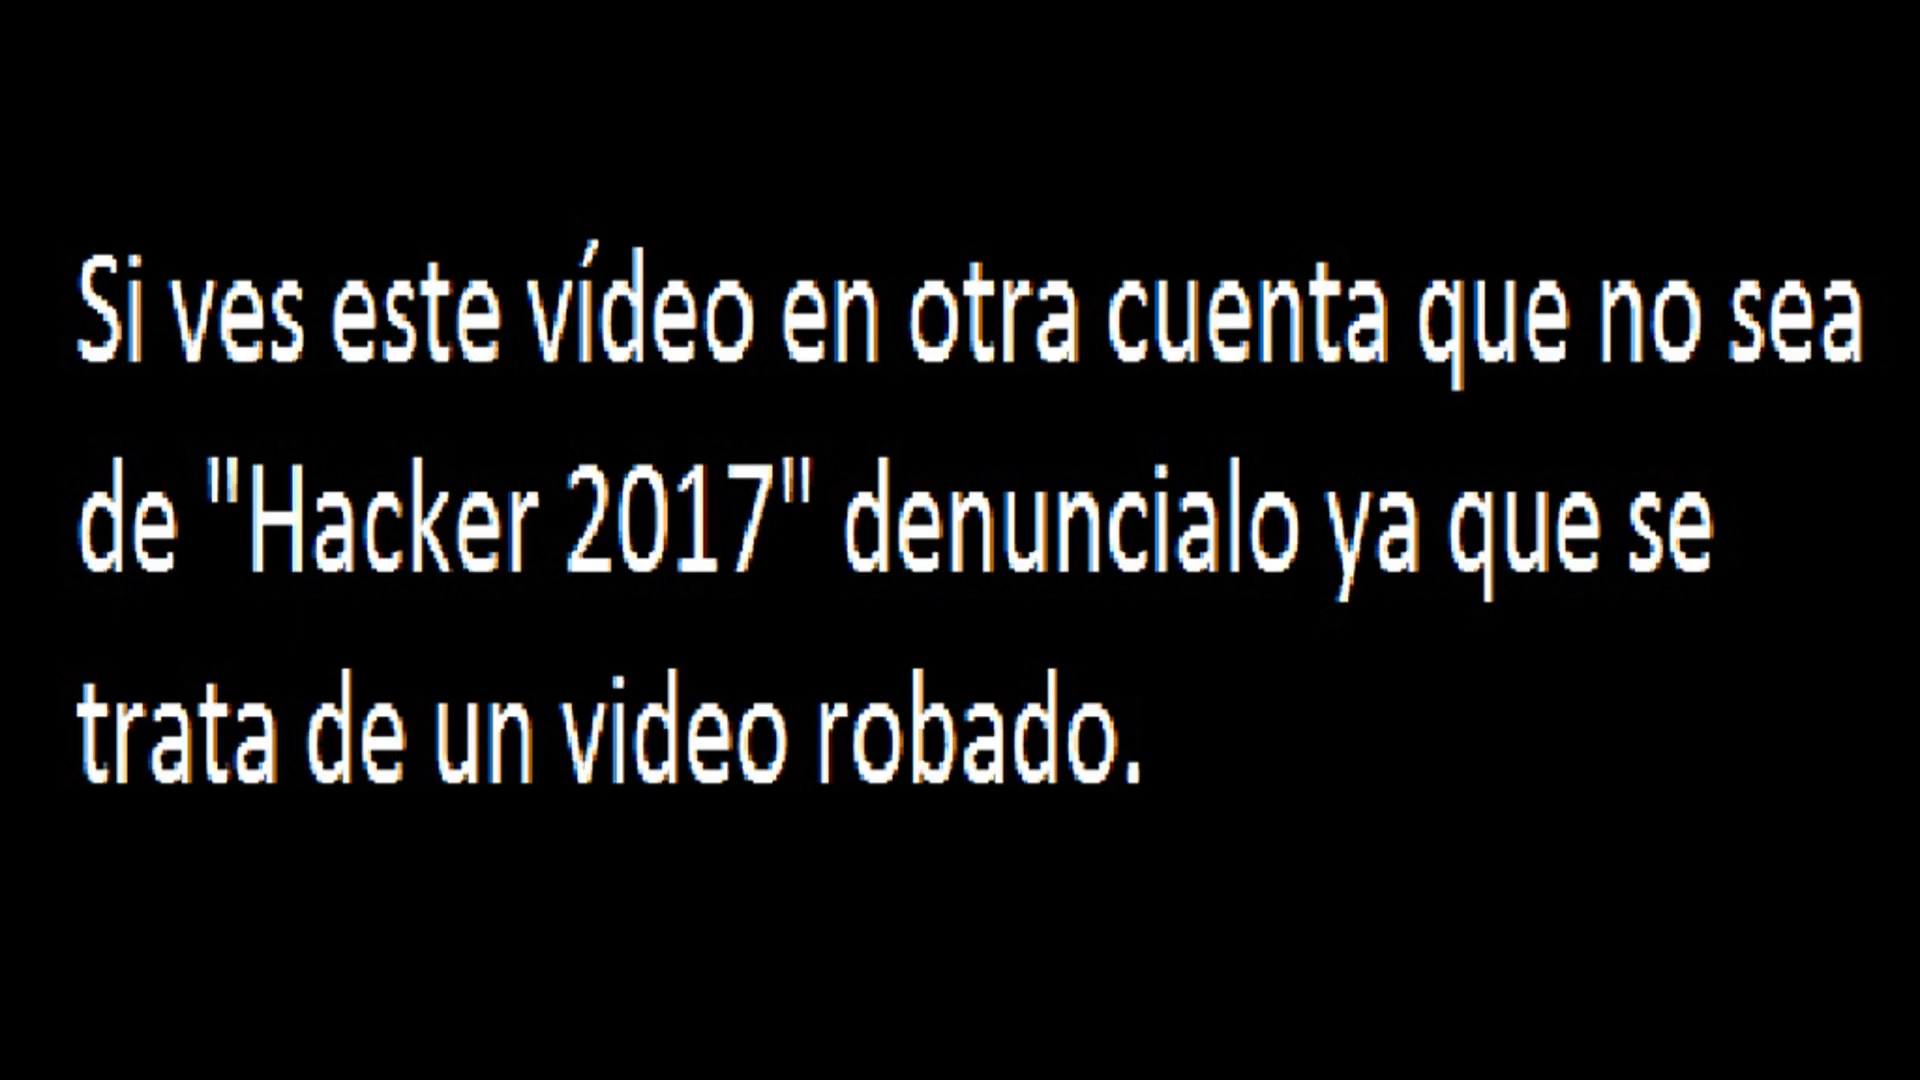 Si ves este vídeo en otra cuenta que no sea
de "Hacker 2017" denuncialo ya que se
trata de un video robado.